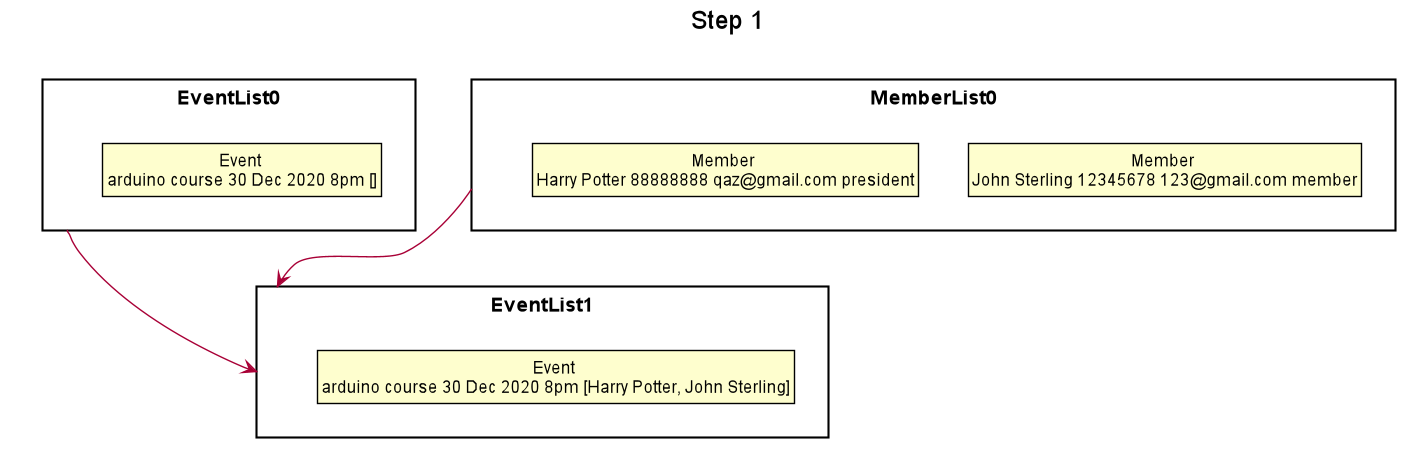 Step 1
EventList0
Event
arduino course 30 Dec 2020 8pm []
MemberList0
Member
Harry Potter 88888888 qaz@gmail.com president
Member
John Sterling 12345678 123@gmail.com member
EventList1
Event
arduino course 30 Dec 2020 8pm [Harry Potter, John Sterling]